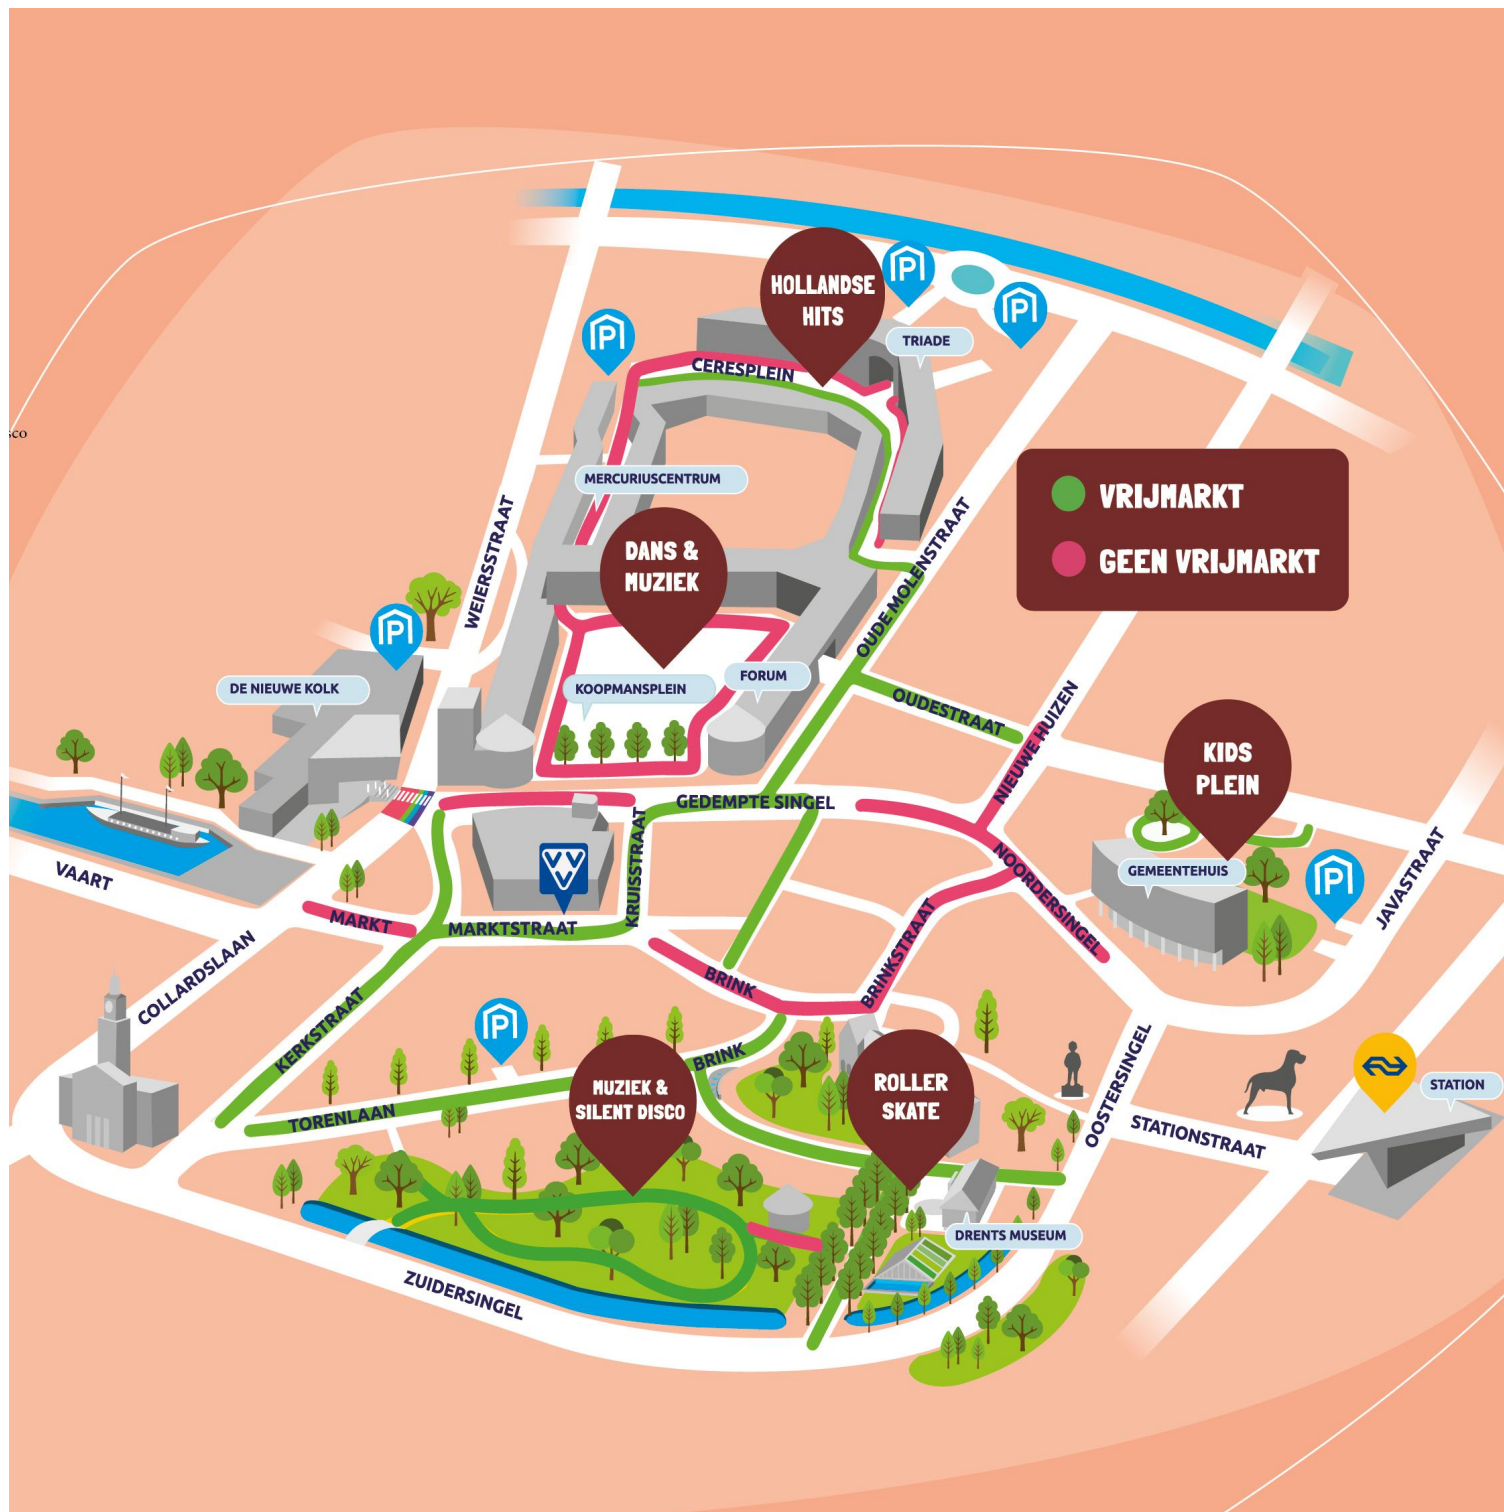 HOLLANDSE
HITS
P
P
P
TRIADE
CERESPLEIN
sco
MERCURIUSCENTRUM
VRIJMARKT
GEEN VRIJMARKT
WEIERSSTRAAT
DANS &
MUZIEK
OUDE MOLENSTRAAT
P
DE NIEUWE KOLK
KOOPMANSPLEIN
FORUM
OUDESTRAAT
NIEUWE HUIZEN
KIDS
PLEIN
GEDEMPTE SINGEL
KRUISSTRAAT
VVV
VAART
MARKT
MARKTSTRAAT
NOORDERSINGEL
GEMEENTEHUIS
P
JAVASTRAAT
COLLARDSLAAN
BRINK
BRINKSTRAAT
KERKSTRAAT
P
BRINK
TORENLAAN
MUZIEK &
SILENT DISCO
ROLLER
SKATE
OOSTERSINGEL
STATIONSTRAAT
STATION
DRENTS MUSEUM
ZUIDERSINGEL